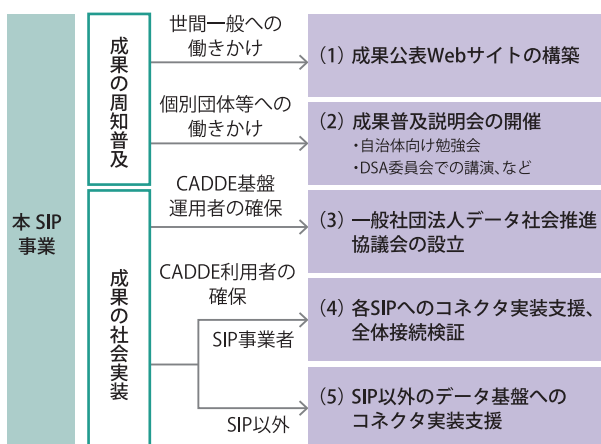 本 SIP
事業
成果の周知普及
世間一般への
働きかけ
(1) 成果公表Webサイトの構築
個別団体等への
働きかけ
(2) 成果普及説明会の開催
・自治体向け勉強会
・DSA委員会での講演、など
成果の社会実装
CADDE基盤
運用者の確保
(3) 一般社団法人データ社会推進
協議会の設立
CADDE利用者の
確保
SIP事業者
(4) 各SIPへのコネクタ実装支援、
全体接続検証
SIP以外
(5) SIP以外のデータ基盤への
コネクタ実装支援